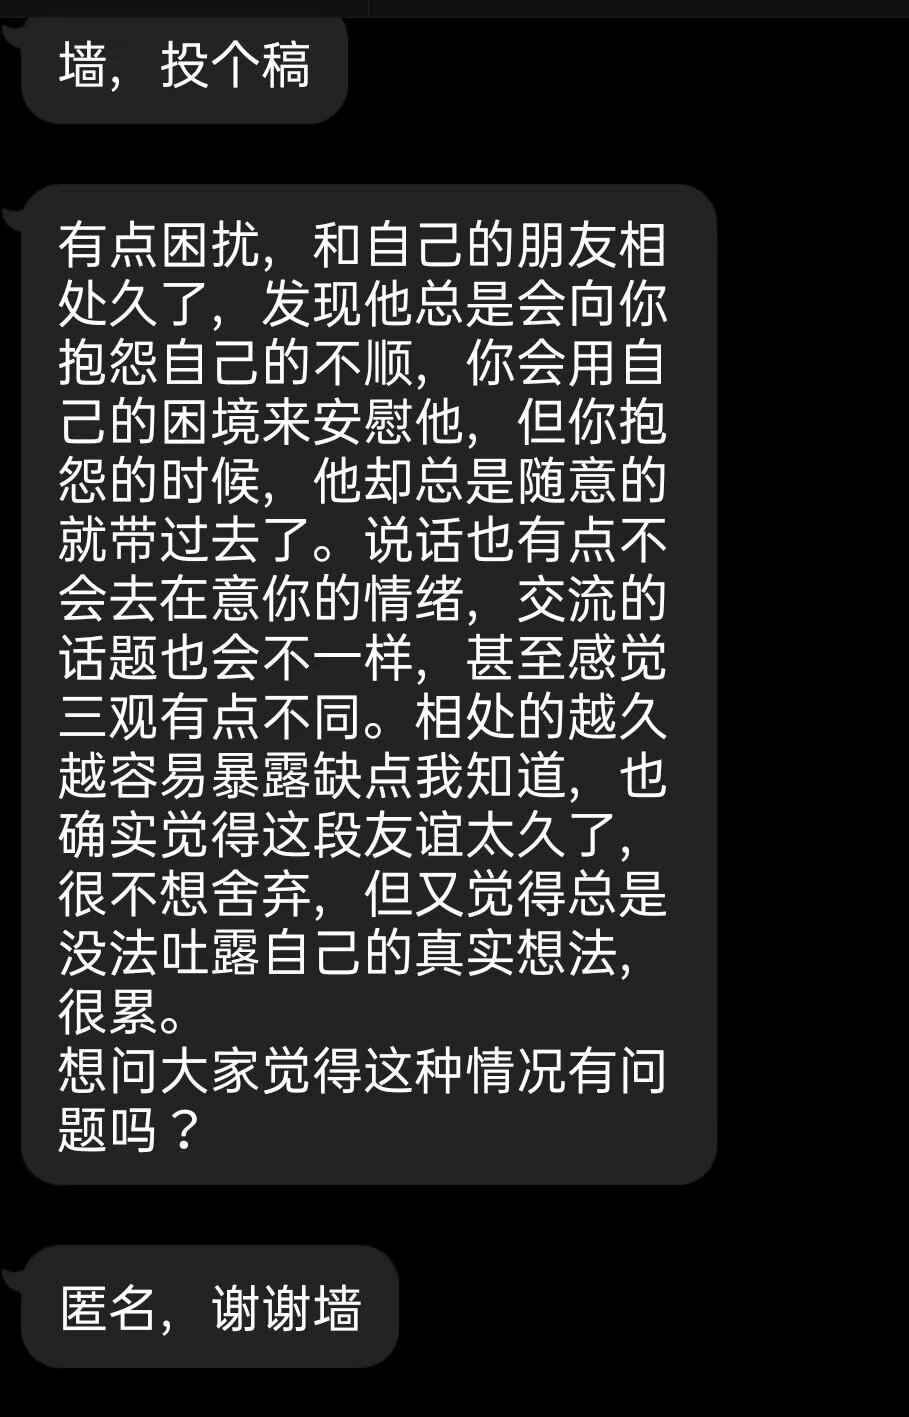 墙，投个稿
有点困扰，和自己的朋友相
处久了，发现他总是会向你
抱怨自己的不顺，你会用自
己的困境来安慰他，但你抱
怨的时候，他却总是随意的
就带过去了。说话也有点不
会去在意你的情绪，交流的
话题也会不一样，甚至感觉
三观有点不同。相处的越久
越容易暴露缺点我知道，也
确实觉得这段友谊太久了，
很不想舍弃，但又觉得总是
没法吐露自己的真实想法，
很累。
想问大家觉得这种情况有问
题吗？
匿名，谢谢墙